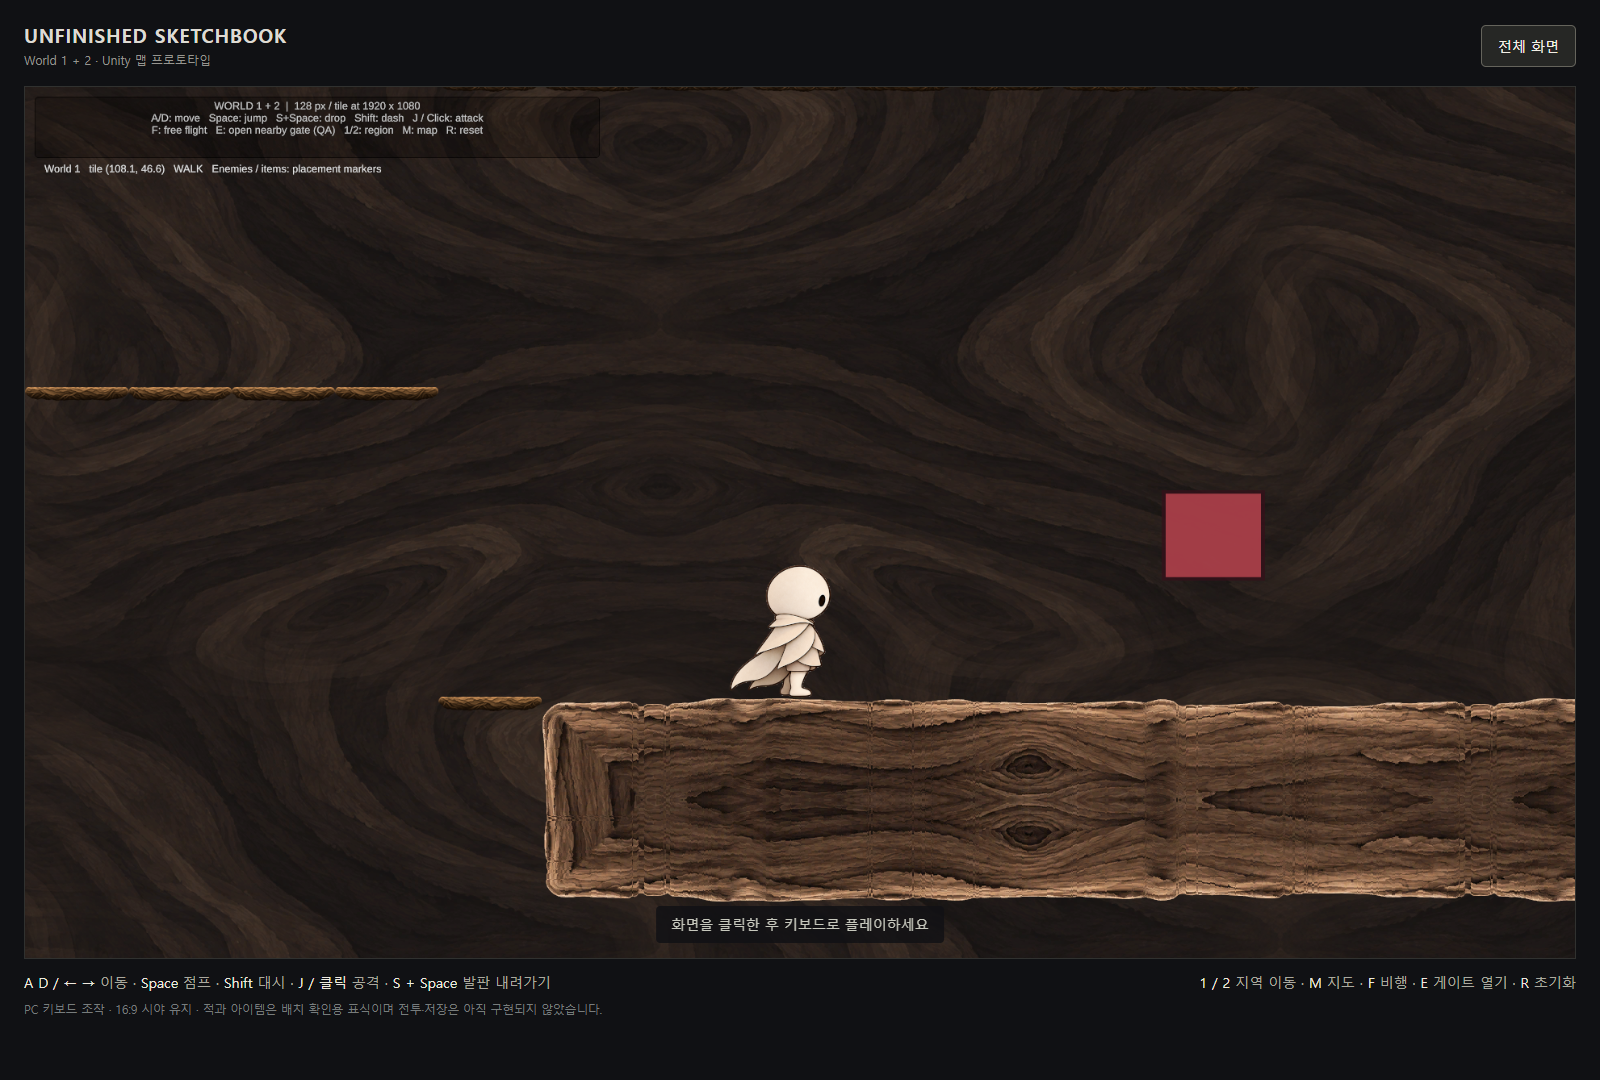 UNFINISHED SKETCHBOOK
World 1 + 2 · Unity 맵 프로토타입
전체 화면
WORLD 1 + 2 | 128 px / tile at 1920 x 1080
A/D: move Space: jump S+Space: drop Shift: dash J / Click: attack
F: free flight E: open nearby gate (QA) 1/2: region M: map R: reset
World 1 tile (108.1, 46.6) WALK Enemies / items: placement markers
화면을 클릭한 후 키보드로 플레이하세요
A D / ← → 이동 · Space 점프 · Shift 대시 · J / 클릭 공격 · S + Space 발판 내려가기
1 / 2 지역 이동 · M 지도 · F 비행 · E 게이트 열기 · R 초기화
PC 키보드 조작 · 16:9 시야 유지 · 적과 아이템은 배치 확인용 표식이며 전투·저장은 아직 구현되지 않았습니다.